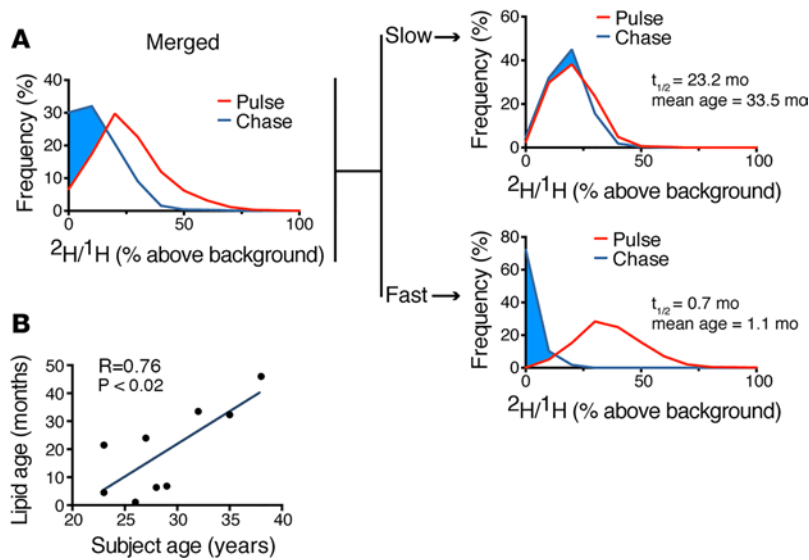 A
Merged
Frequency (%)
40
30
20
10
0
Pulse
Chase
0
50
100
²H/¹H (% above background)
Slow
Frequency (%)
60
40
20
0
Pulse
Chase
t1/2 = 23.2 mo
mean age = 33.5 mo
0
50
100
²H/¹H (% above background)
Fast
Frequency (%)
80
60
40
20
0
Pulse
Chase
t1/2 = 0.7 mo
mean age = 1.1 mo
0
50
100
²H/¹H (% above background)
B
Lipid age (months)
50
40
30
20
10
0
R=0.76
P < 0.02
20
25
30
35
40
Subject age (years)